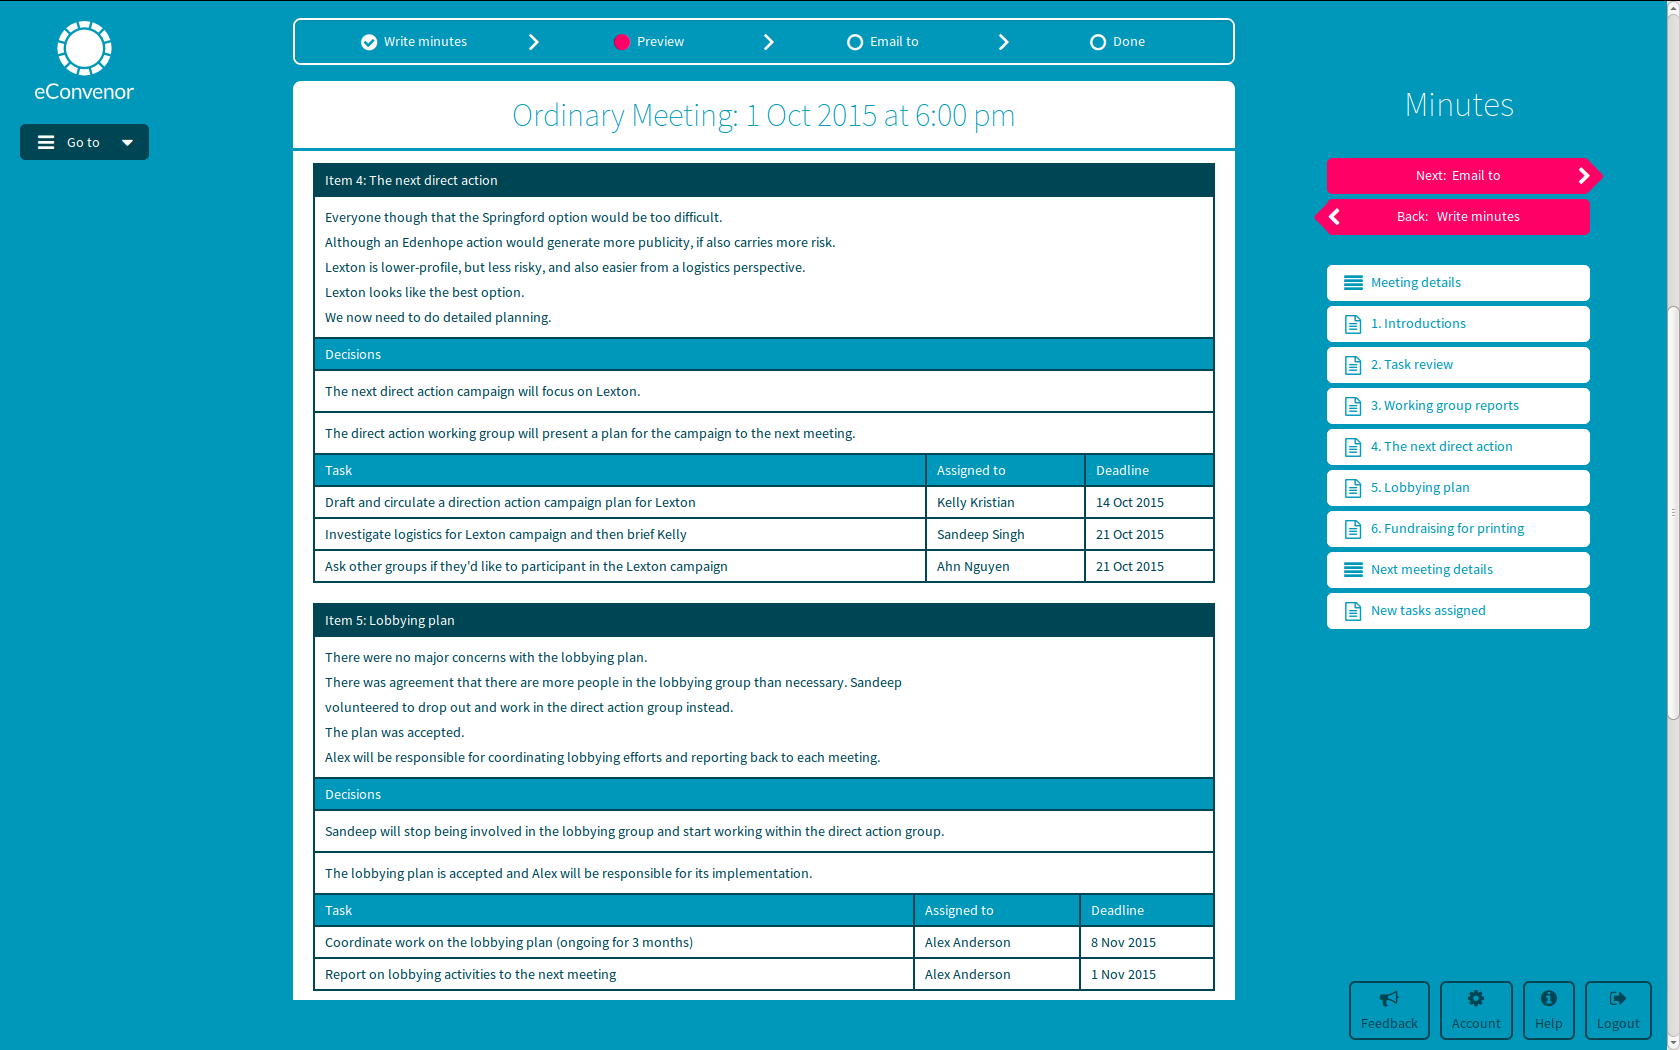 eConvenor
Go to
Write minutes
Preview
Email to
Done
Ordinary Meeting: 1 Oct 2015 at 6:00 pm
Item 4: The next direct action
Everyone though that the Springford option would be too difficult.
Although an Edenhope action would generate more publicity, if also carries more risk.
Lexton is lower-profile, but less risky, and also easier from a logistics perspective.
Lexton looks like the best option.
We now need to do detailed planning.
Decisions
The next direct action campaign will focus on Lexton.
The direct action working group will present a plan for the campaign to the next meeting.
Task Assigned to Deadline
Draft and circulate a direction action campaign plan for Lexton Kelly Kristian 14 Oct 2015
Investigate logistics for Lexton campaign and then brief Kelly Sandeep Singh 21 Oct 2015
Ask other groups if they'd like to participant in the Lexton campaign Ahn Nguyen 21 Oct 2015
Item 5: Lobbying plan
There were no major concerns with the lobbying plan.
There was agreement that there are more people in the lobbying group than necessary. Sandeep
volunteered to drop out and work in the direct action group instead.
The plan was accepted.
Alex will be responsible for coordinating lobbying efforts and reporting back to each meeting.
Decisions
Sandeep will stop being involved in the lobbying group and start working within the direct action group.
The lobbying plan is accepted and Alex will be responsible for its implementation.
Task Assigned to Deadline
Coordinate work on the lobbying plan (ongoing for 3 months) Alex Anderson 8 Nov 2015
Report on lobbying activities to the next meeting Alex Anderson 1 Nov 2015
Minutes
Next: Email to
Back: Write minutes
Meeting details
1. Introductions
2. Task review
3. Working group reports
4. The next direct action
5. Lobbying plan
6. Fundraising for printing
Next meeting details
New tasks assigned
Feedback
Account
Help
Logout